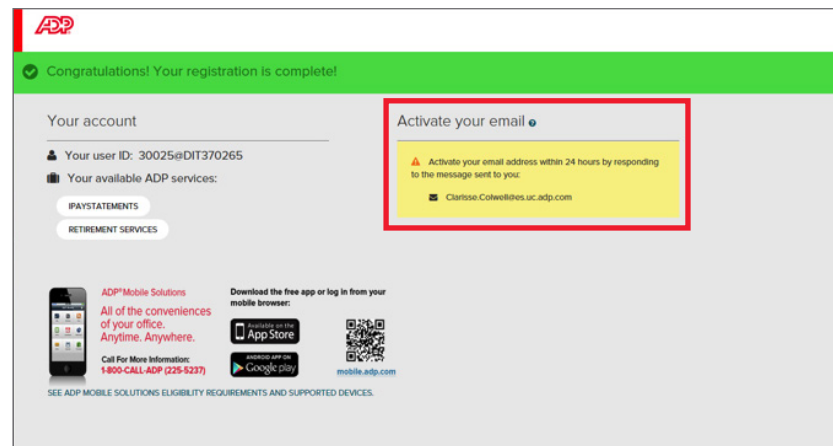 ADP
Congratulations! Your registration is complete!
Your account
Your user ID: 30025@DIT370265
Your available ADP services:
IPAYSTATEMENTS
RETIREMENT SERVICES
Activate your email
Activate your email address within 24 hours by responding
to the message sent to you:
Clarisse.Colwell@es.uc.adp.com
ADP® Mobile Solutions
All of the conveniences
of your office.
Anytime. Anywhere.
Call For More Information:
1-800-CALL-ADP (225-5237)
Download the free app or log in from your
mobile browser:
Available on the
App Store
ANDROID APP ON
Google play
mobile.adp.com
SEE ADP MOBILE SOLUTIONS ELIGIBILITY REQUIREMENTS AND SUPPORTED DEVICES.